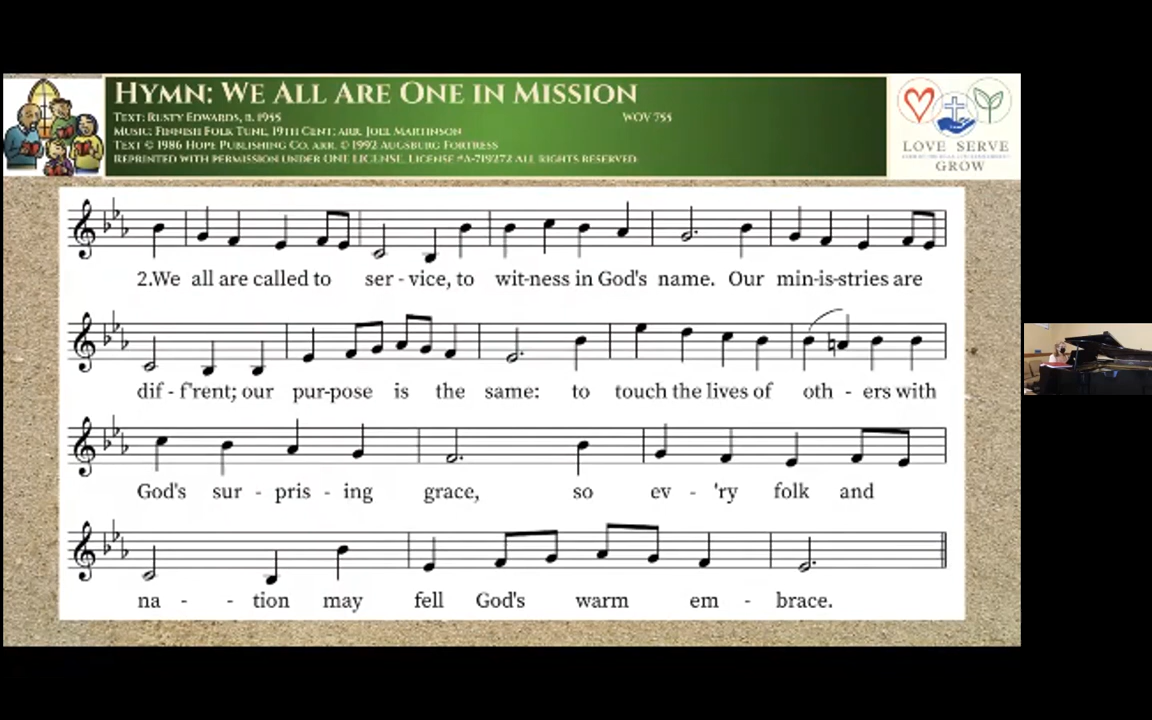 HYMN: WE ALL ARE ONE IN MISSION
TEXT: RUSTY EDWARDS, B. 1955 WOV 755
MUSIC: FINNISH FOLK TUNE, 19TH CENT; ARR. JOEL MARTINSON
TEXT © 1986 HOPE PUBLISHING CO. ARR. © 1992 AUGSBURG FORTRESS
REPRINTED WITH PERMISSION UNDER ONE LICENSE, LICENSE #A-719272 ALL RIGHTS RESERVED
LOVE SERVE
GROW
2.We all are called to ser - vice, to wit-ness in God's name. Our min-is-stries are
dif - f'rent; our pur-pose is the same: to touch the lives of oth - ers with
God's sur - pris - ing grace, so ev - 'ry folk and
na - - tion may fell God's warm em - brace.